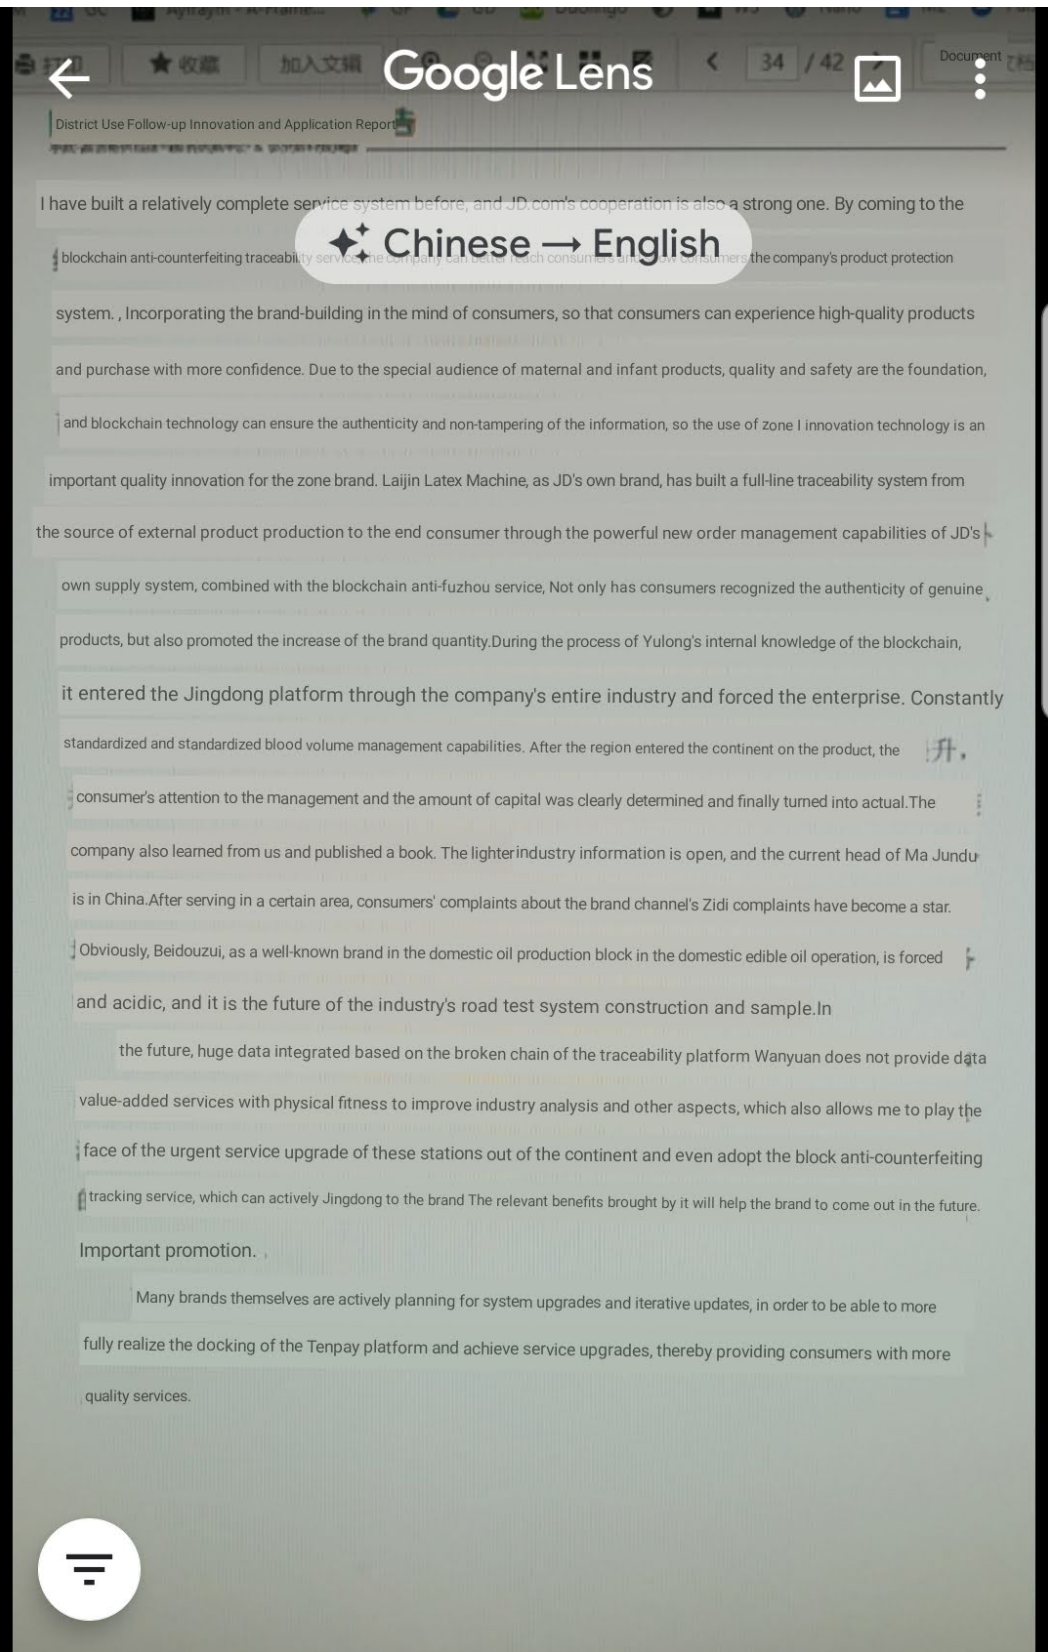 打印
收藏
加入文辑
34 / 42
Document
Google Lens
District Use Follow-up Innovation and Application Report
I have built a relatively complete service system before, and JD.com's cooperation is also a strong one. By coming to the
Chinese → English
blockchain anti-counterfeiting traceability service, the company can better reach consumers and show consumers the company's product protection
system. , Incorporating the brand-building in the mind of consumers, so that consumers can experience high-quality products
and purchase with more confidence. Due to the special audience of maternal and infant products, quality and safety are the foundation,
and blockchain technology can ensure the authenticity and non-tampering of the information, so the use of zone I innovation technology is an
important quality innovation for the zone brand. Laijin Latex Machine, as JD's own brand, has built a full-line traceability system from
the source of external product production to the end consumer through the powerful new order management capabilities of JD's
own supply system, combined with the blockchain anti-fuzhou service, Not only has consumers recognized the authenticity of genuine
products, but also promoted the increase of the brand quantity.During the process of Yulong's internal knowledge of the blockchain,
it entered the Jingdong platform through the company's entire industry and forced the enterprise. Constantly
standardized and standardized blood volume management capabilities. After the region entered the continent on the product, the 升，
consumer's attention to the management and the amount of capital was clearly determined and finally turned into actual.The
company also learned from us and published a book. The lighterindustry information is open, and the current head of Ma Jundu
is in China.After serving in a certain area, consumers' complaints about the brand channel's Zidi complaints have become a star.
Obviously, Beidouzui, as a well-known brand in the domestic oil production block in the domestic edible oil operation, is forced
and acidic, and it is the future of the industry's road test system construction and sample.In
the future, huge data integrated based on the broken chain of the traceability platform Wanyuan does not provide data
value-added services with physical fitness to improve industry analysis and other aspects, which also allows me to play the
face of the urgent service upgrade of these stations out of the continent and even adopt the block anti-counterfeiting
tracking service, which can actively Jingdong to the brand The relevant benefits brought by it will help the brand to come out in the future.
Important promotion.
Many brands themselves are actively planning for system upgrades and iterative updates, in order to be able to more
fully realize the docking of the Tenpay platform and achieve service upgrades, thereby providing consumers with more
quality services.